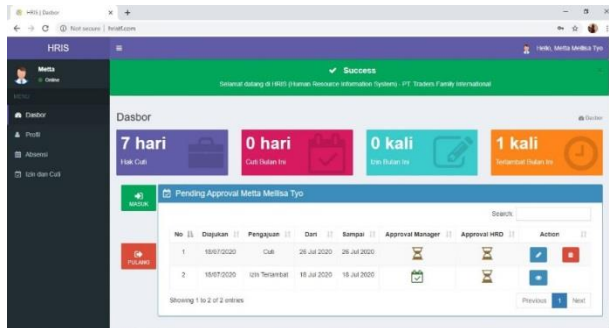 HRIS | Dasbor
Not secure | hristf.com
HRIS
Hello, Metta Mellisa Tyo
Metta
Online
MENU
Dasbor
Profil
Absensi
Izin dan Cuti
Success
Selamat datang di HRIS (Human Resource Information System) - PT. Traders Family International
Dasbor
Dasbor
7 hari
Hak Cuti
0 hari
Cuti Bulan Ini
0 kali
Izin Bulan Ini
1 kali
Terlambat Bulan Ini
MASUK
PULANG
Pending Approval Metta Mellisa Tyo
Search:
No Diajukan Pengajuan Dari Sampai Approval Manager Approval HRD Action
1 18/07/2020 Cuti 26 Jul 2020 26 Jul 2020
2 18/07/2020 Izin Terlambat 18 Jul 2020 18 Jul 2020
Showing 1 to 2 of 2 entries
Previous 1 Next